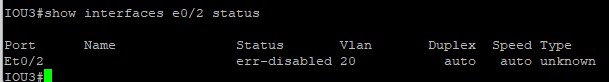 IOU3#show interfaces e0/2 status
Port Name Status Vlan Duplex Speed Type
Et0/2 err-disabled 20 auto auto unknown
IOU3#